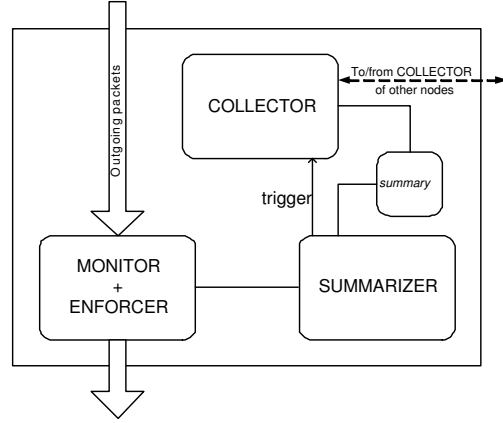 Outgoing packets
To/from COLLECTOR
of other nodes
COLLECTOR
summary
trigger
MONITOR
+
ENFORCER
SUMMARIZER